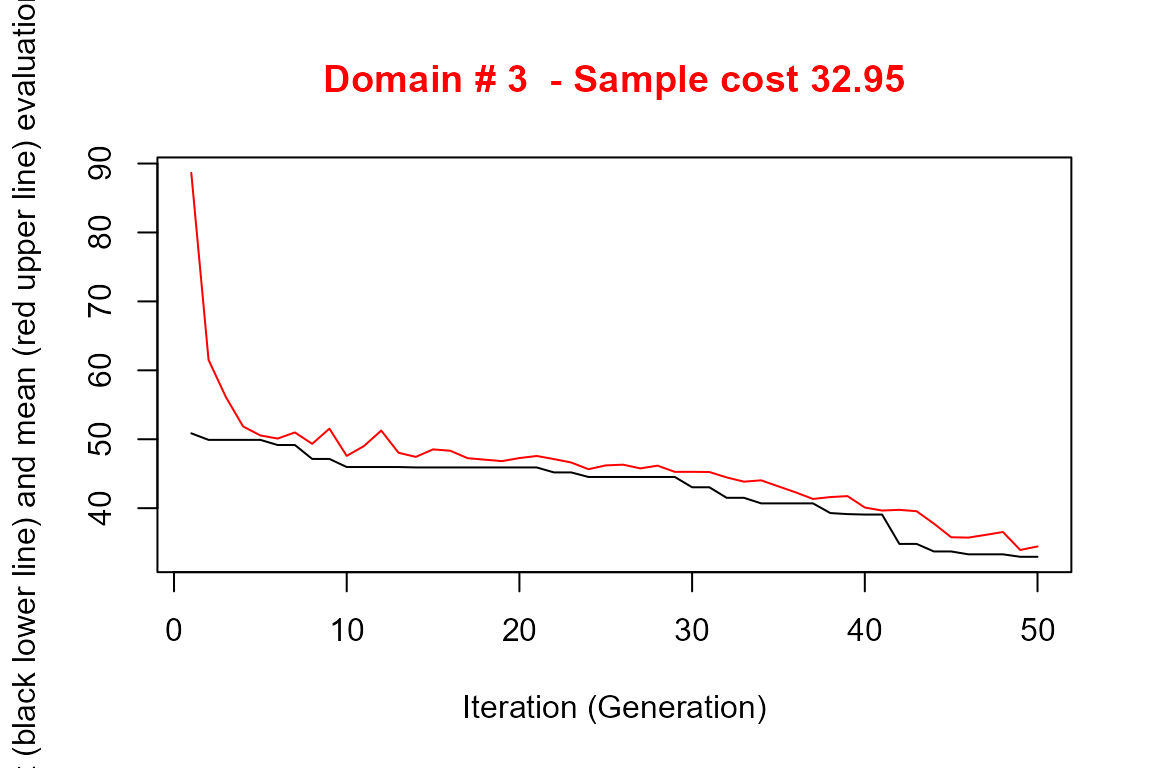 Domain # 3  - Sample cost 32.95
(black lower line) and mean (red upper line) evaluation
90
80
70
60
50
40
0 10 20 30 40 50
Iteration (Generation)